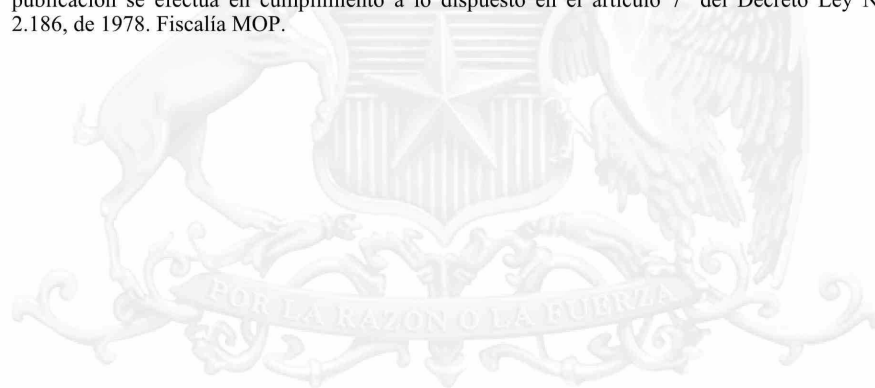 publicación se efectúa en cumplimiento a lo dispuesto en el artículo 7° del Decreto Ley N
2.186, de 1978. Fiscalía MOP.
POR LA RAZÓN O LA FUERZA